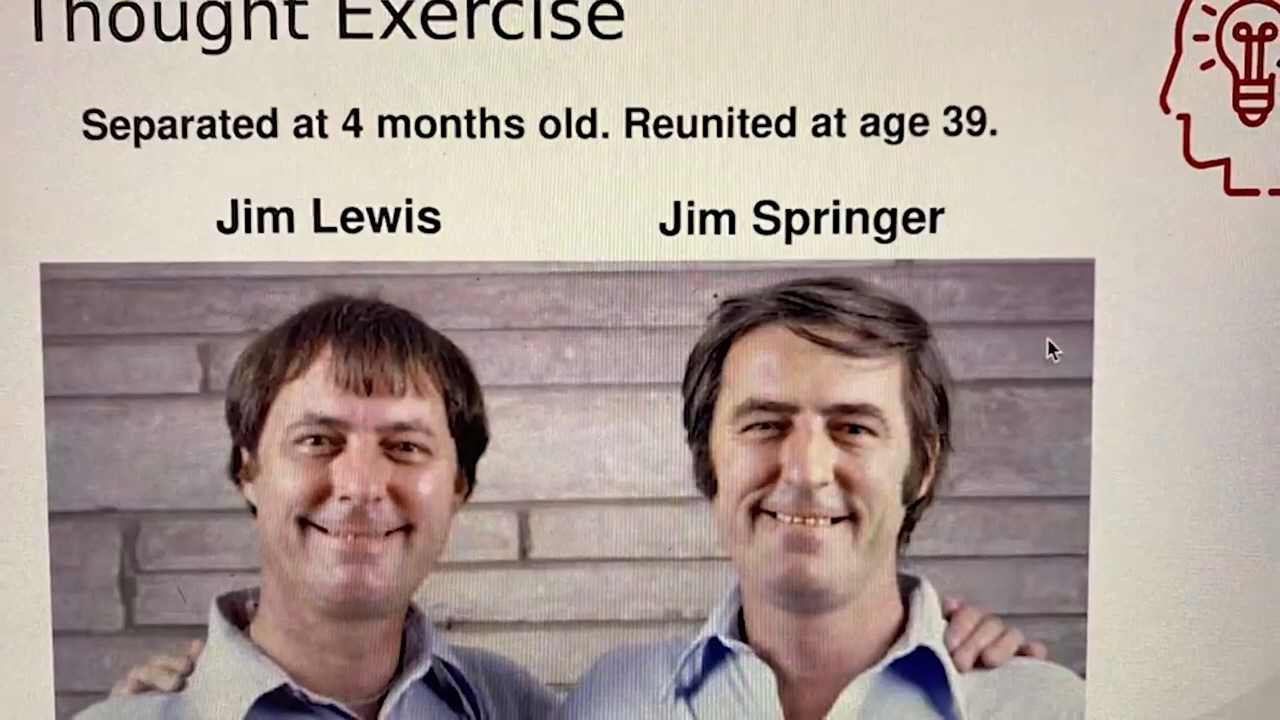 Thought Exercise
Separated at 4 months old. Reunited at age 39.
Jim Lewis
Jim Springer